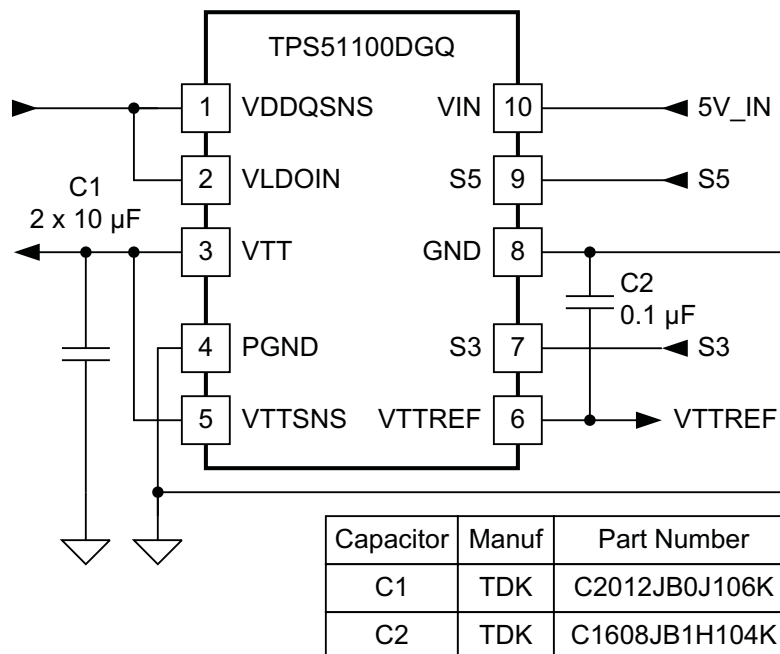 TPS51100DGQ
1 VDDQSNS VIN 10 5V_IN
2 VLDOIN S5 9 S5
C1
2 x 10 µF
3 VTT GND 8
C2
0.1 µF
4 PGND S3 7 S3
5 VTTSNS VTTREF 6 VTTREF
Capacitor Manuf Part Number
C1 TDK C2012JB0J106K
C2 TDK C1608JB1H104K